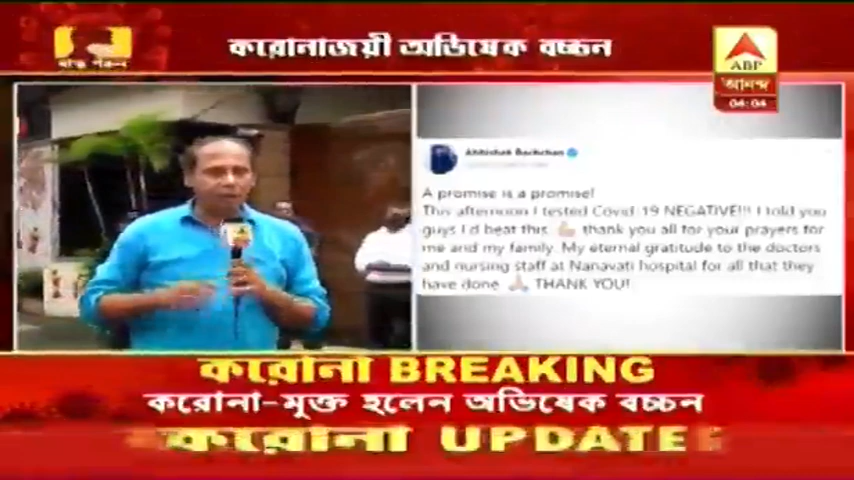 করোনাজয়ী অভিষেক বচ্চন
ABP
আনন্দ
04:04
Abhishek Bachchan
A promise is a promise!
This afternoon I tested Covid-19 NEGATIVE!!! I told you
guys I'd beat this. 💪🏼 thank you all for your prayers for
me and my family. My eternal gratitude to the doctors
and nursing staff at Nanavati hospital for all that they
have done. 🙏🏽 THANK YOU!
করোনা BREAKING
করোনা-মুক্ত হলেন অভিষেক বচ্চন
করোনা UPDATE